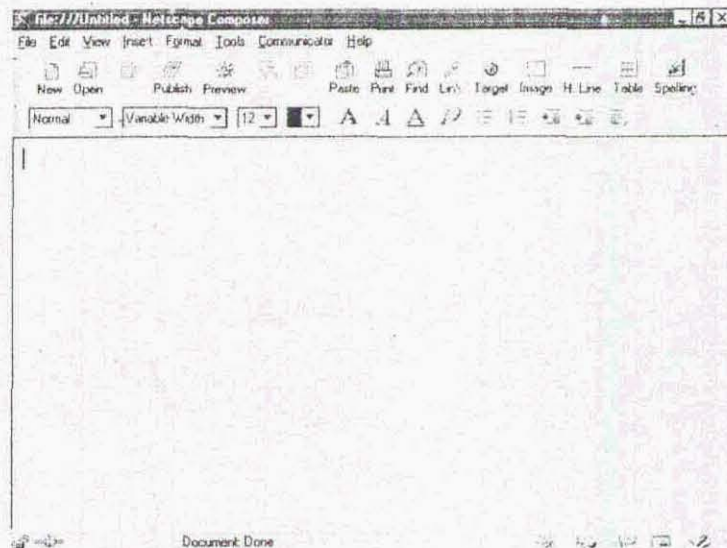 file:///Untitled - Netscape Composer
File Edit View Insert Format Tools Communicator Help
New Open Publish Preview Paste Print Find Link Target Image H. Line Table Spelling
Normal Variable Width 12
Document: Done